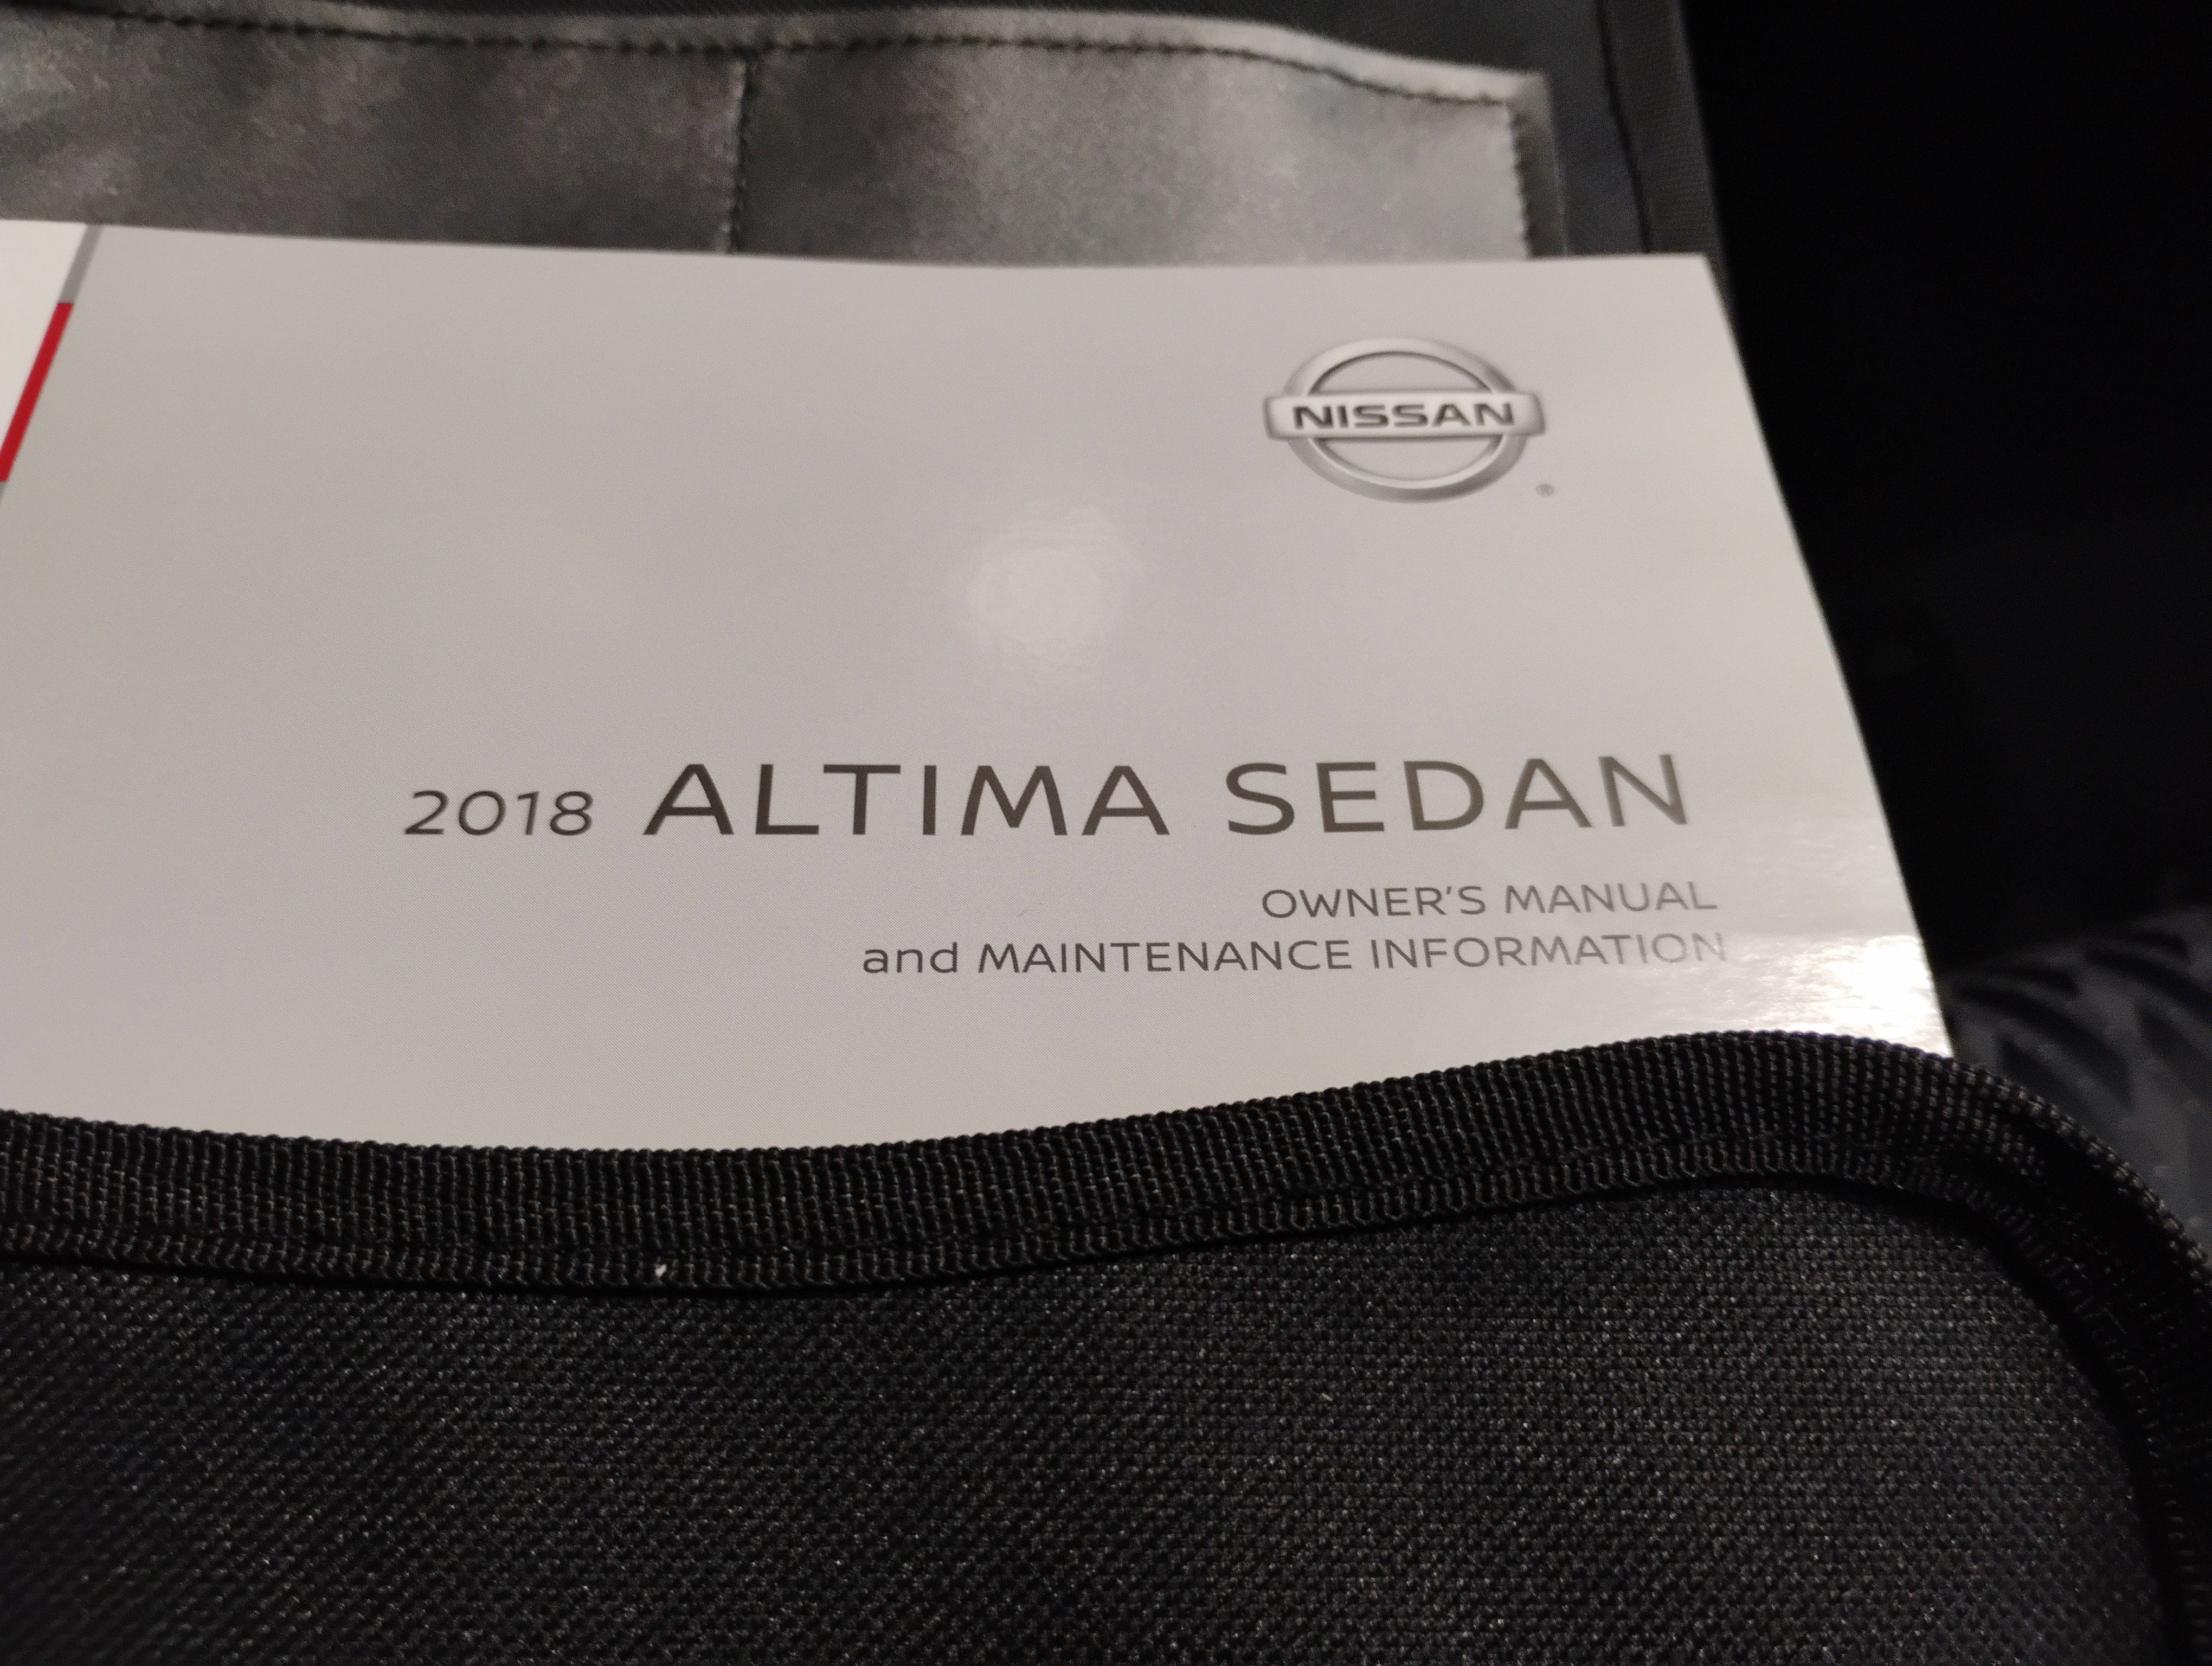 NISSAN
®
2018 ALTIMA SEDAN
OWNER'S MANUAL
and MAINTENANCE INFORMATION